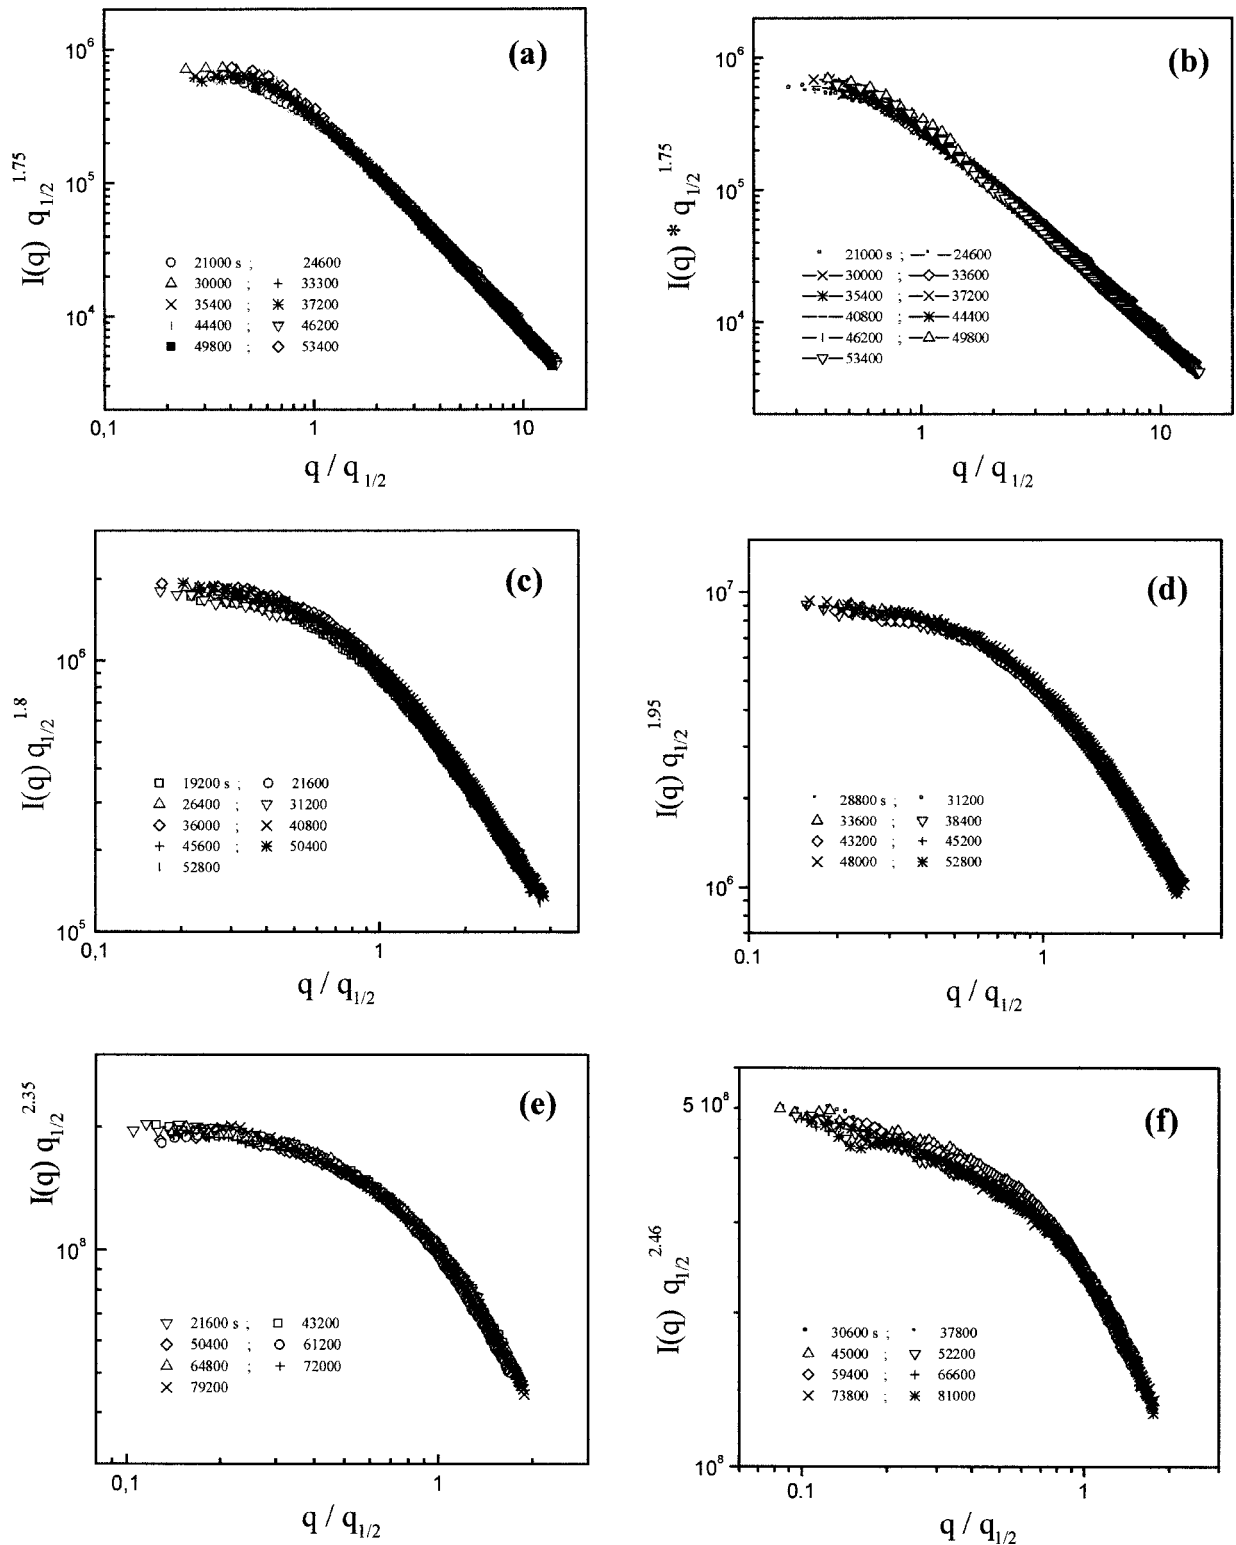 (a)
10^6
10^5
10^4
I(q) q_{1/2}^{1.75}
21000 s ; 24600
30000 ; 33300
35400 ; 37200
44400 ; 46200
49800 ; 53400
0,1 1 10
q / q_{1/2}
(b)
10^6
10^5
10^4
I(q) * q_{1/2}^{1.75}
21000 s ; 24600
30000 ; 33600
35400 ; 37200
40800 ; 44400
46200 ; 49800
53400
1 10
q / q_{1/2}
(c)
10^6
10^5
I(q) q_{1/2}^{1.8}
19200 s ; 21600
26400 ; 31200
36000 ; 40800
45600 ; 50400
52800
0,1 1
q / q_{1/2}
(d)
10^7
10^6
I(q) q_{1/2}^{1.95}
28800 s ; 31200
33600 ; 38400
43200 ; 45200
48000 ; 52800
0.1 1
q / q_{1/2}
(e)
10^8
I(q) q_{1/2}^{2.35}
21600 s ; 43200
50400 ; 61200
64800 ; 72000
79200
0,1 1
q / q_{1/2}
(f)
5 10^8
10^8
I(q) q_{1/2}^{2.46}
30600 s ; 37800
45000 ; 52200
59400 ; 66600
73800 ; 81000
0.1 1
q / q_{1/2}